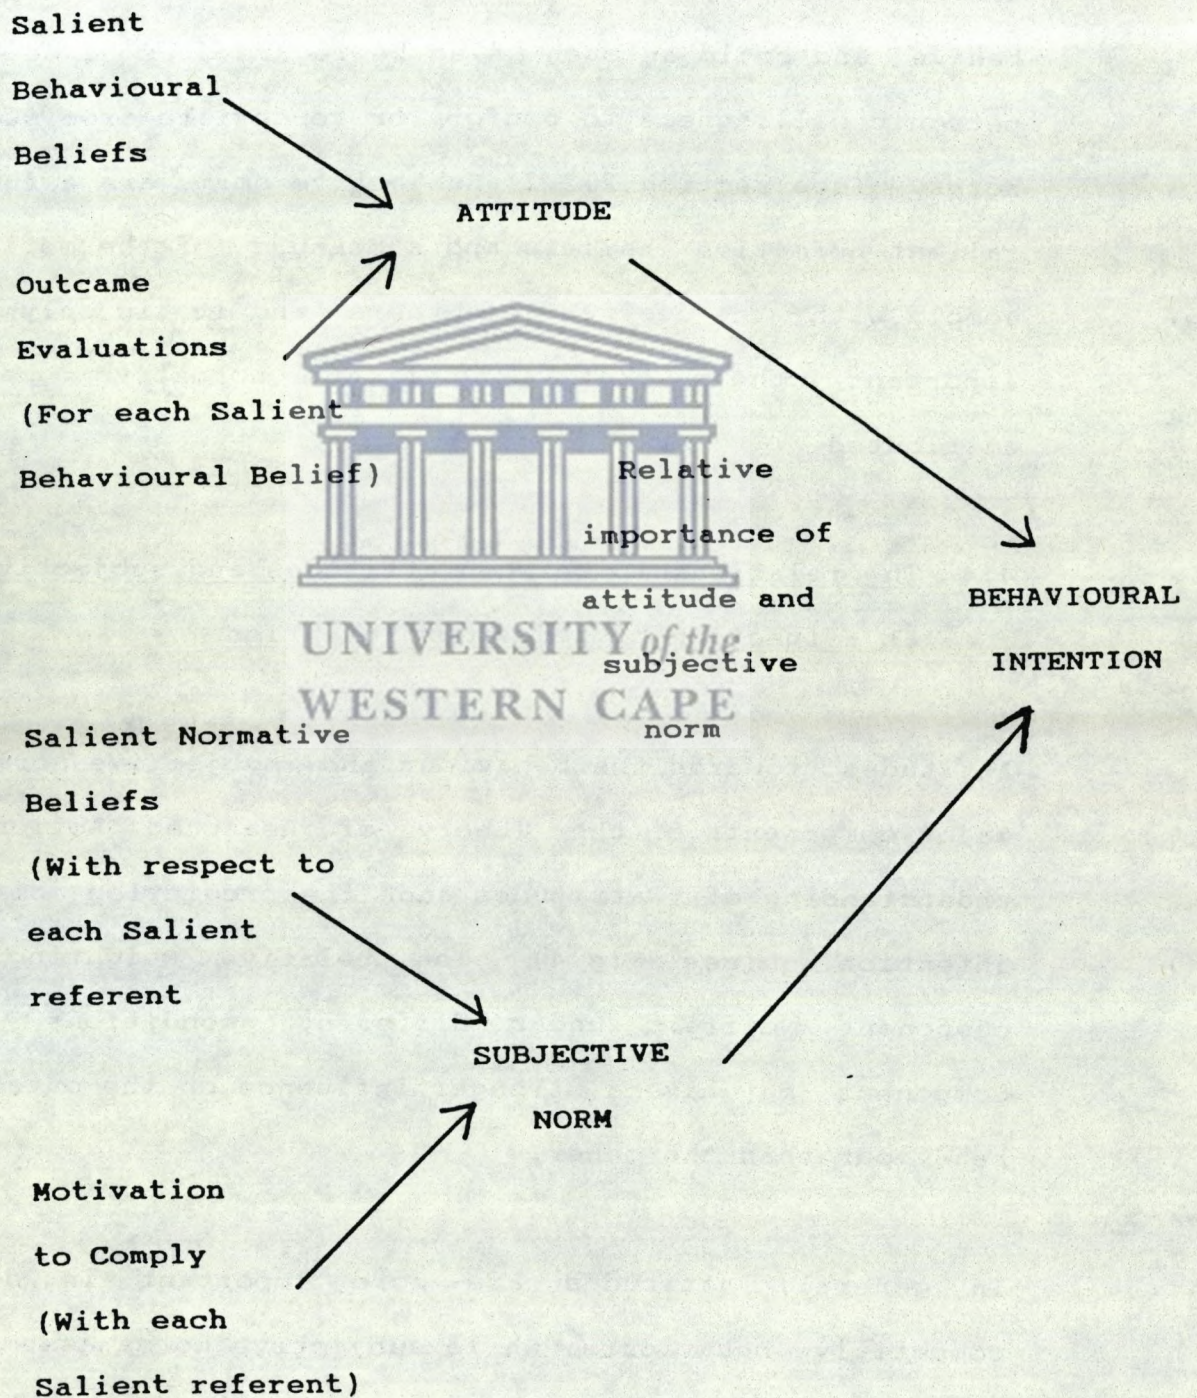 Salient
Behavioural
Beliefs
ATTITUDE
Outcame
Evaluations
(For each Salient
Behavioural Belief)
Relative
importance of
attitude and
subjective
norm
BEHAVIOURAL
INTENTION
UNIVERSITY of the
WESTERN CAPE
Salient Normative
Beliefs
(With respect to
each Salient
referent
SUBJECTIVE
NORM
Motivation
to Comply
(With each
Salient referent)